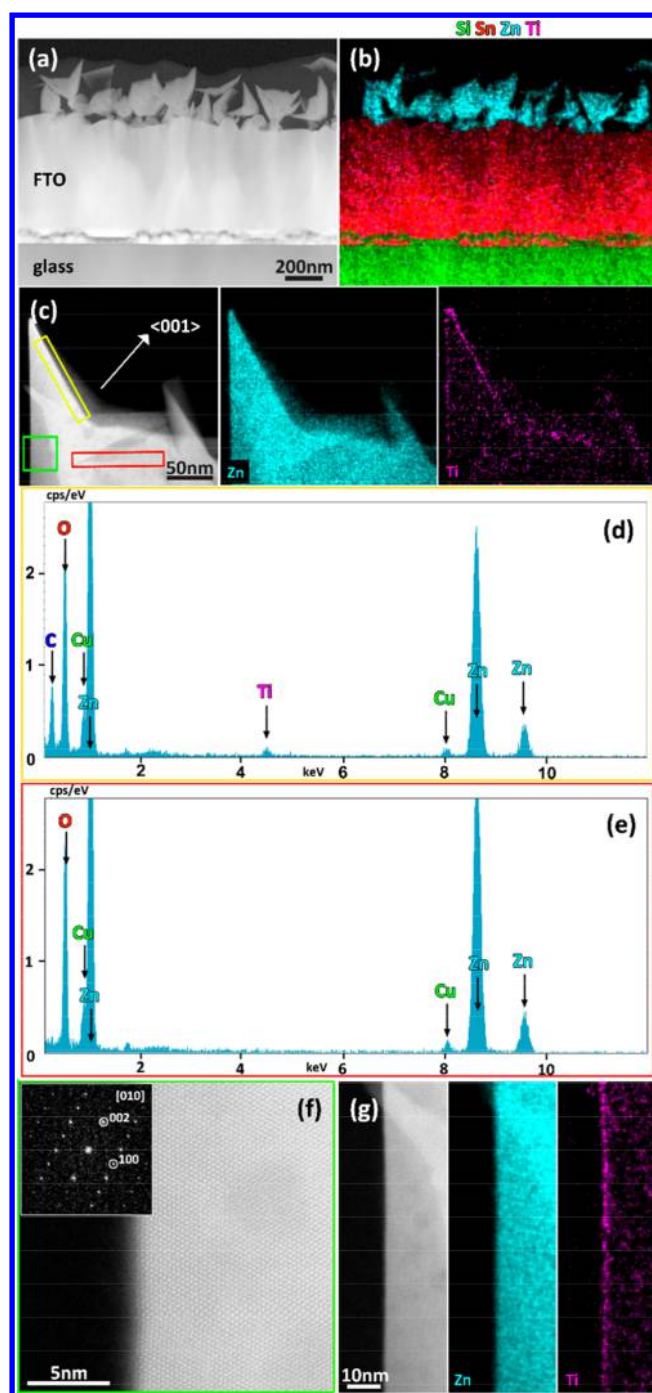 Si Sn Zn Ti
(a)
FTO
glass
200nm
(b)
(c)
<001>
50nm
Zn
Ti
cps/eV
(d)
O
C
Cu
Zn
Ti
Cu
Zn
Zn
2
1
0
2
4
6
8
10
keV
cps/eV
(e)
O
Cu
Zn
Cu
Zn
Zn
2
1
0
2
4
6
8
10
keV
[010]
002
100
(f)
5nm
(g)
10nm
Zn
Ti